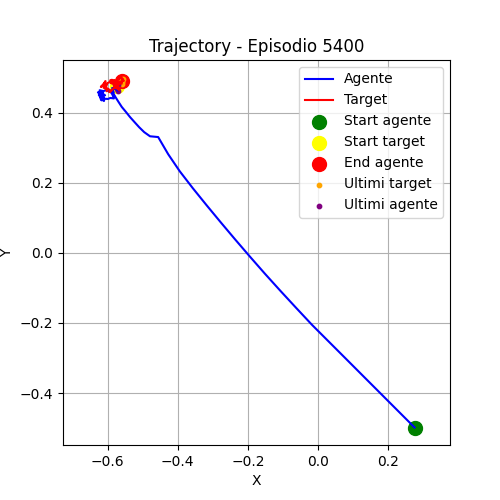 Trajectory - Episodio 5400
Agente
Target
Start agente
Start target
End agente
Ultimi target
Ultimi agente
Y
0.4
0.2
0.0
−0.2
−0.4
−0.6
−0.4
−0.2
0.0
0.2
X